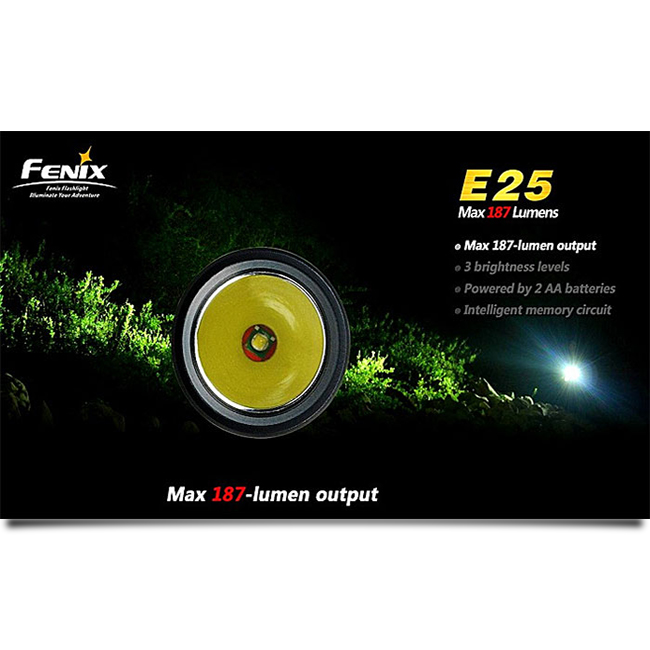 FENIX
Fenix Flashlight
Illuminate Your Adventure
E25
Max 187 Lumens
Max 187-lumen output
3 brightness levels
Powered by 2 AA batteries
Intelligent memory circuit
Max 187-lumen output